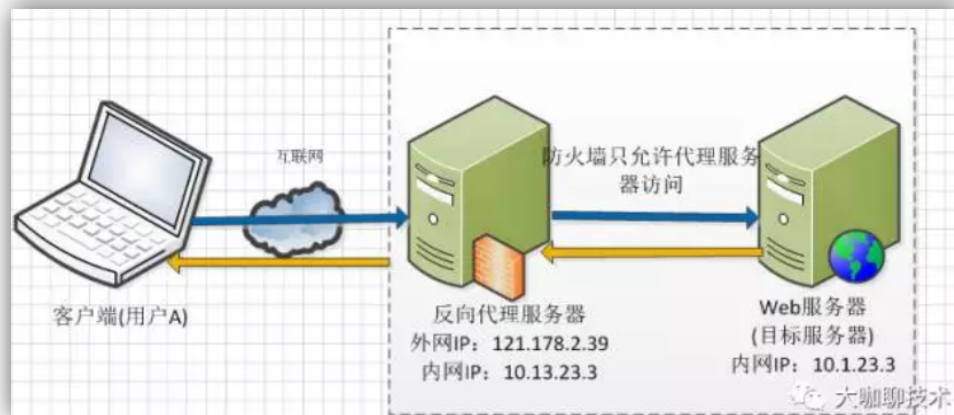 互联网
防火墙只允许代理服务
器访问
客户端(用户A)
反向代理服务器
外网IP：121.178.2.39
内网IP：10.13.23.3
Web服务器
(目标服务器)
内网IP：10.1.23.3
大咖聊技术